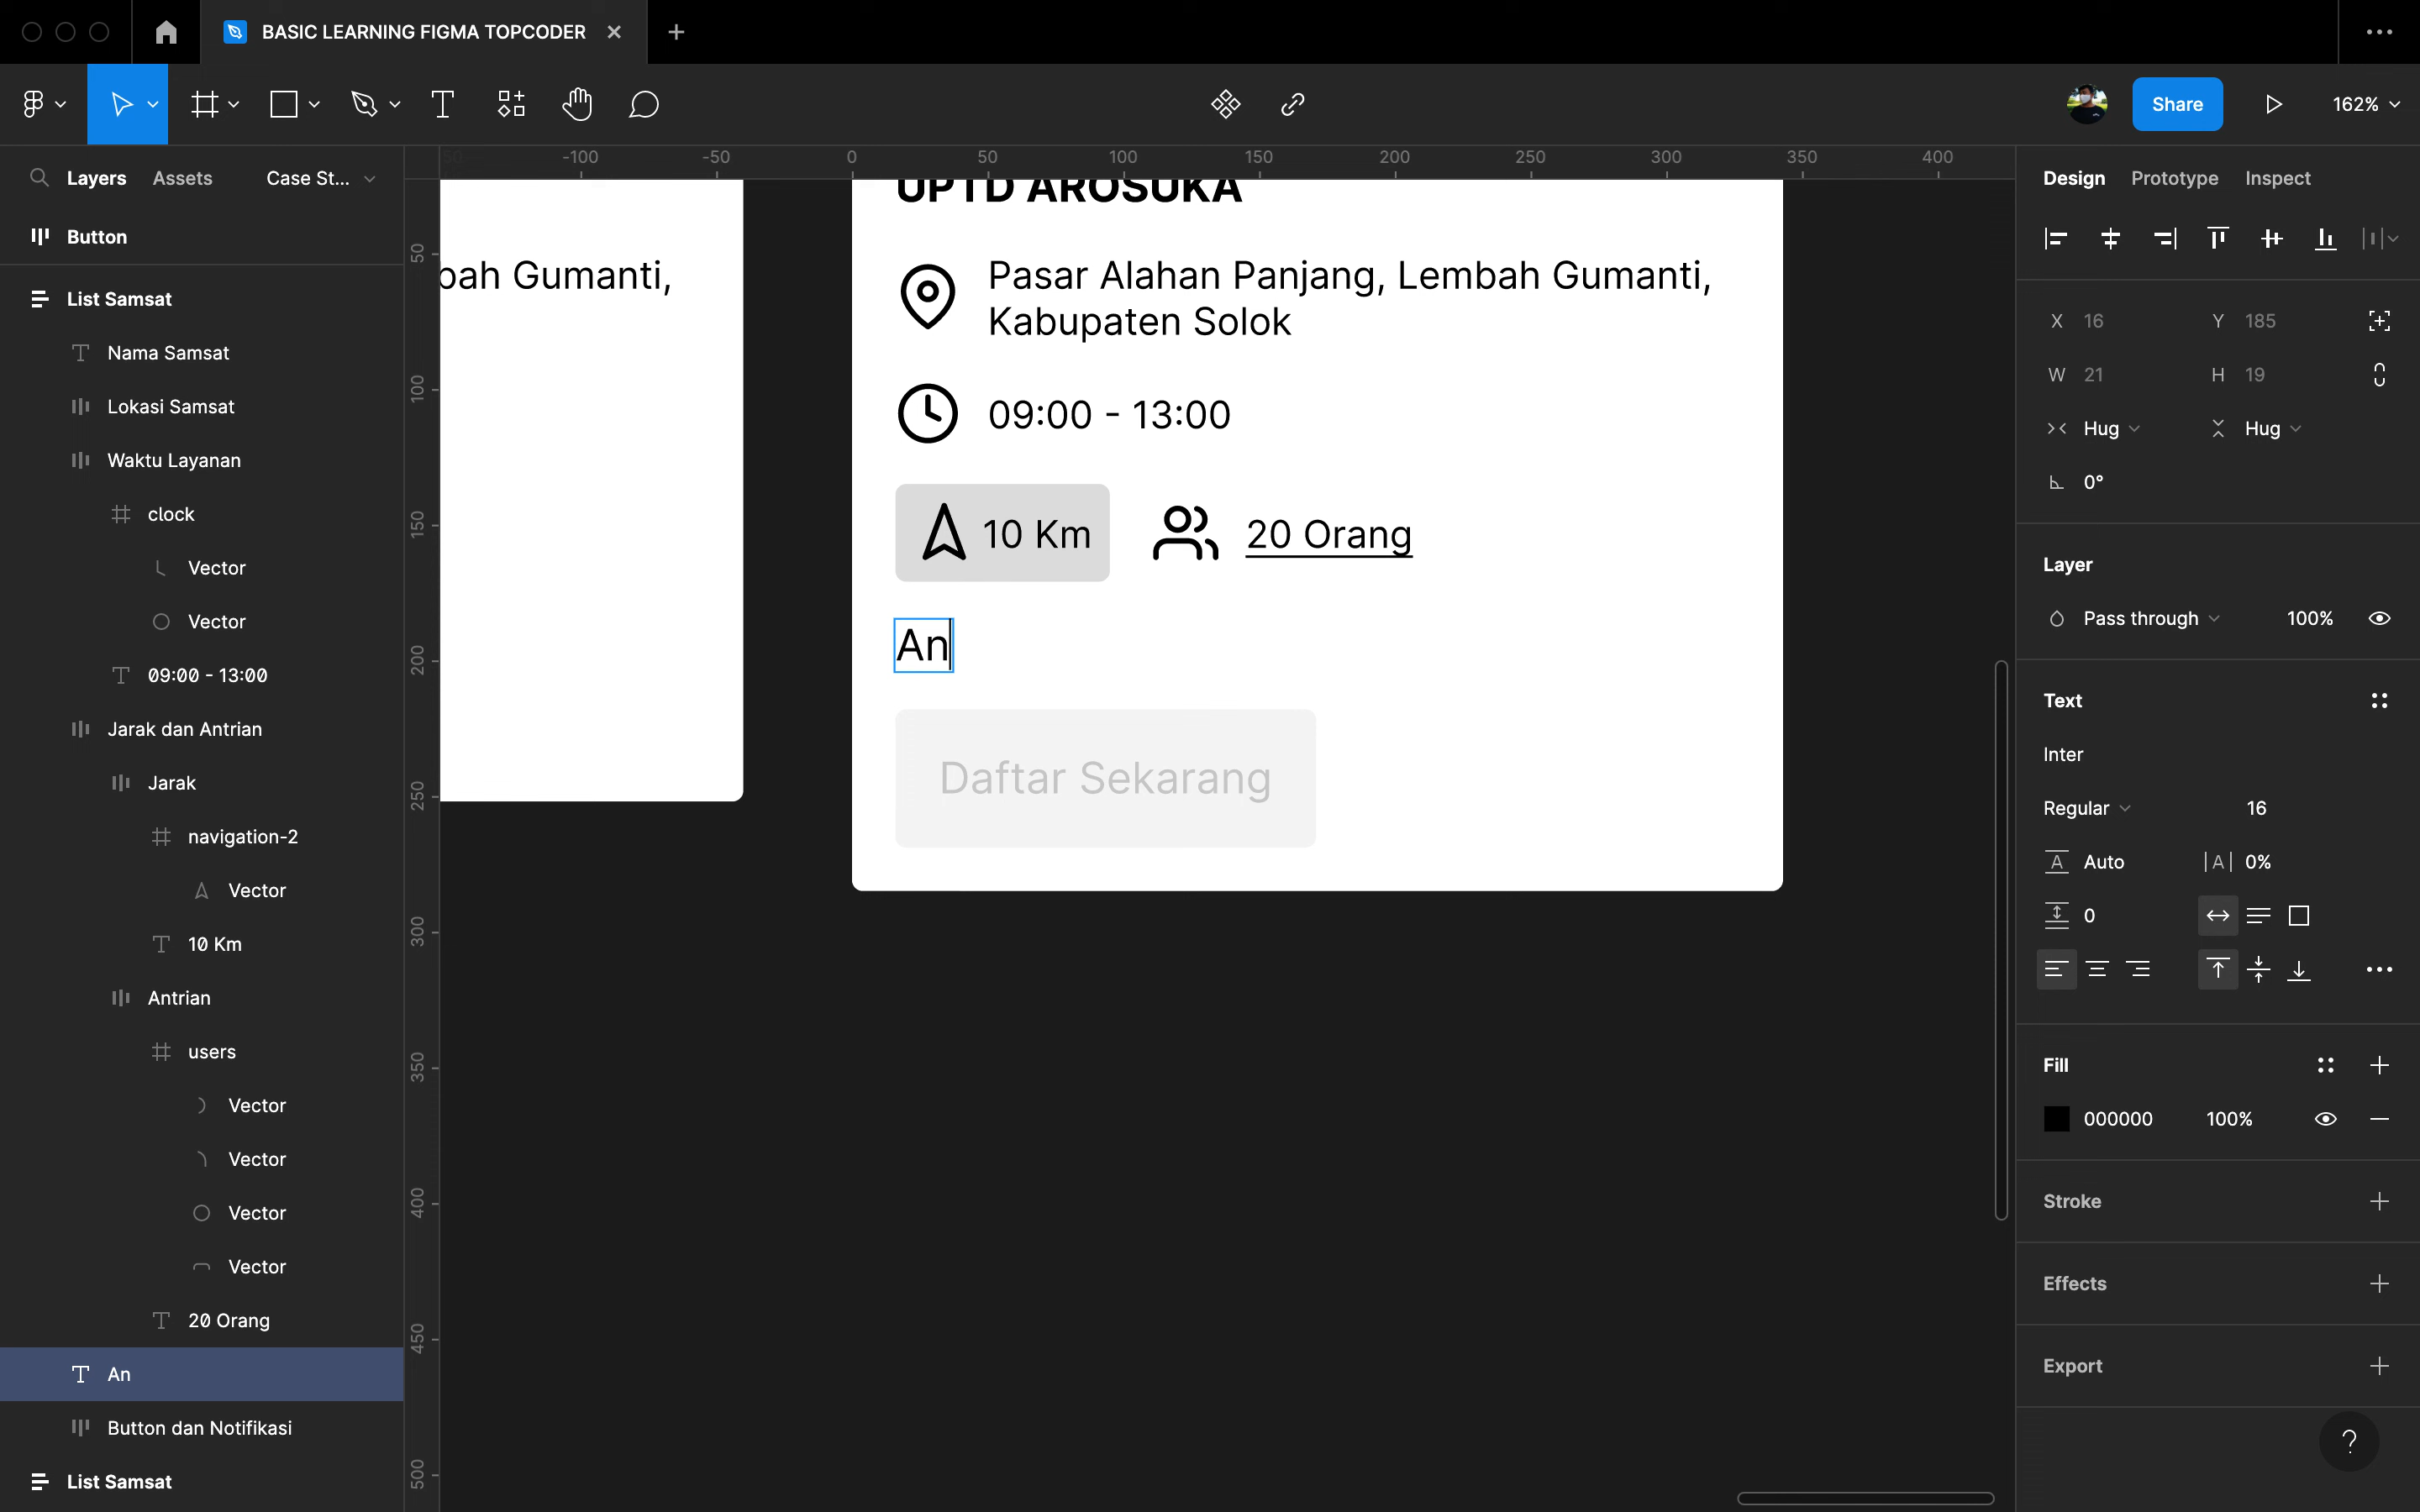 BASIC LEARNING FIGMA TOPCODER
Share
162%
Layers
Assets
Case St...
Button
List Samsat
Nama Samsat
Lokasi Samsat
Waktu Layanan
clock
Vector
Vector
09:00 - 13:00
Jarak dan Antrian
Jarak
navigation-2
Vector
10 Km
Antrian
users
Vector
Vector
Vector
Vector
20 Orang
An
Button dan Notifikasi
List Samsat
-100 -50 0 50 100 150 200 250 300 350 400
50
100
150
200
250
300
350
400
450
500
bah Gumanti,
UPTD AROSUKA
Pasar Alahan Panjang, Lembah Gumanti,
Kabupaten Solok
09:00 - 13:00
10 Km
20 Orang
An
Daftar Sekarang
Design Prototype Inspect
X 16 Y 185
W 21 H 19
Hug Hug
0°
Layer
Pass through 100%
Text
Inter
Regular 16
Auto 0%
0
Fill
000000 100%
Stroke
Effects
Export
?